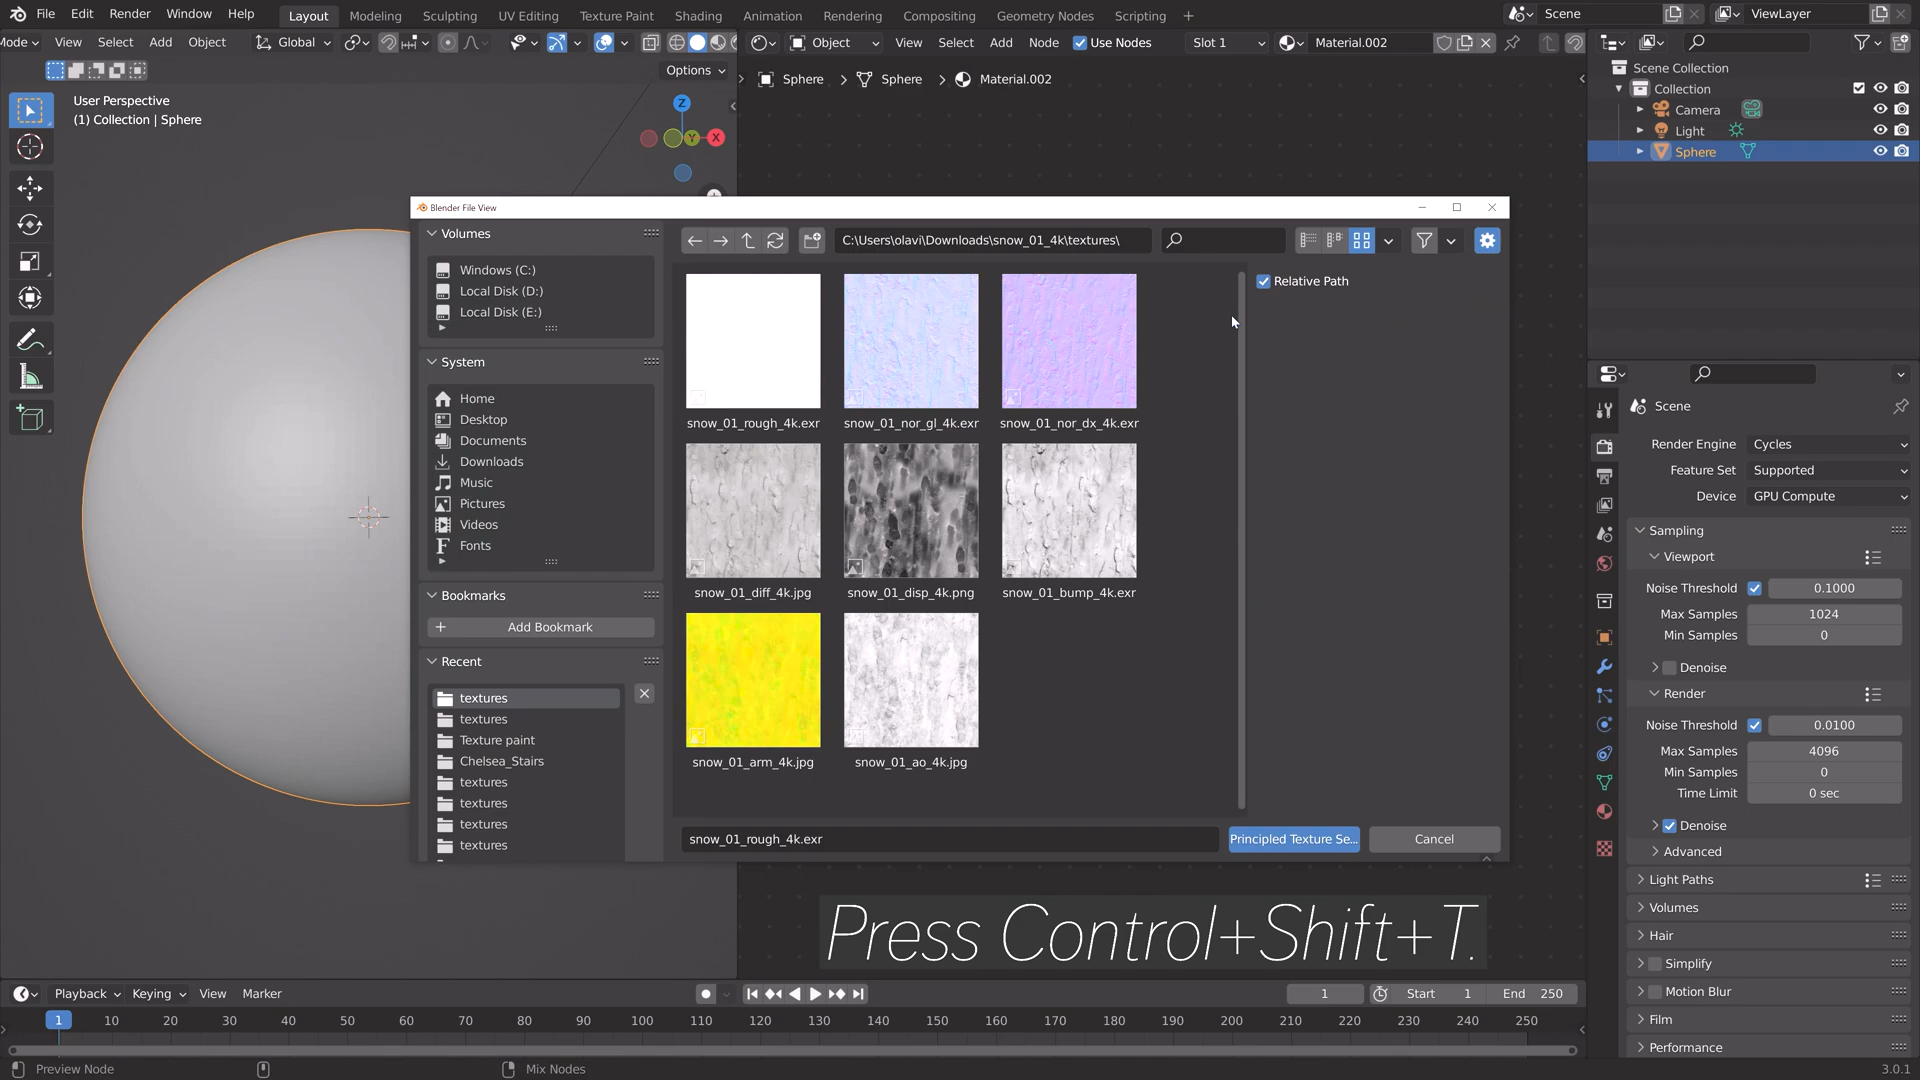 File Edit Render Window Help Layout Modeling Sculpting UV Editing Texture Paint Shading Animation Rendering Compositing Geometry Nodes Scripting + Scene ViewLayer
Mode View Select Add Object Global Object View Select Add Node Use Nodes Slot 1 Material.002
Options
Sphere > Sphere > Material.002
User Perspective
(1) Collection | Sphere
Z
Y
X
Scene Collection
Collection
Camera
Light
Sphere
Blender File View
Volumes
Windows (C:)
Local Disk (D:)
Local Disk (E:)
System
Home
Desktop
Documents
Downloads
Music
Pictures
Videos
Fonts
Bookmarks
Add Bookmark
Recent
textures
textures
Texture paint
Chelsea_Stairs
textures
textures
textures
textures
C:\Users\olavi\Downloads\snow_01_4k\textures\
Relative Path
snow_01_rough_4k.exr snow_01_nor_gl_4k.exr snow_01_nor_dx_4k.exr
snow_01_diff_4k.jpg snow_01_disp_4k.png snow_01_bump_4k.exr
snow_01_arm_4k.jpg snow_01_ao_4k.jpg
snow_01_rough_4k.exr Principled Texture Se... Cancel
Scene
Render Engine Cycles
Feature Set Supported
Device GPU Compute
Sampling
Viewport
Noise Threshold 0.1000
Max Samples 1024
Min Samples 0
Denoise
Render
Noise Threshold 0.0100
Max Samples 4096
Min Samples 0
Time Limit 0 sec
Denoise
Advanced
Light Paths
Volumes
Hair
Simplify
Motion Blur
Film
Performance
Press Control+Shift+T.
Playback Keying View Marker 1 Start 1 End 250
1 10 20 30 40 50 60 70 80 90 100 110 120 130 140 150 160 170 180 190 200 210 220 230 240 250
Preview Node Mix Nodes 3.0.1